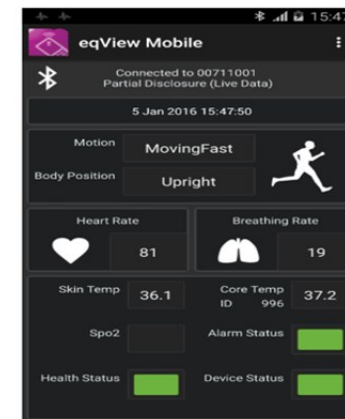 15:47
eqView Mobile
Connected to 00711001
Partial Disclosure (Live Data)
5 Jan 2016 15:47:50
Motion
MovingFast
Body Position
Upright
Heart Rate
Breathing Rate
81
19
Skin Temp
36.1
Core Temp
ID 996
37.2
Spo2
Alarm Status
Health Status
Device Status